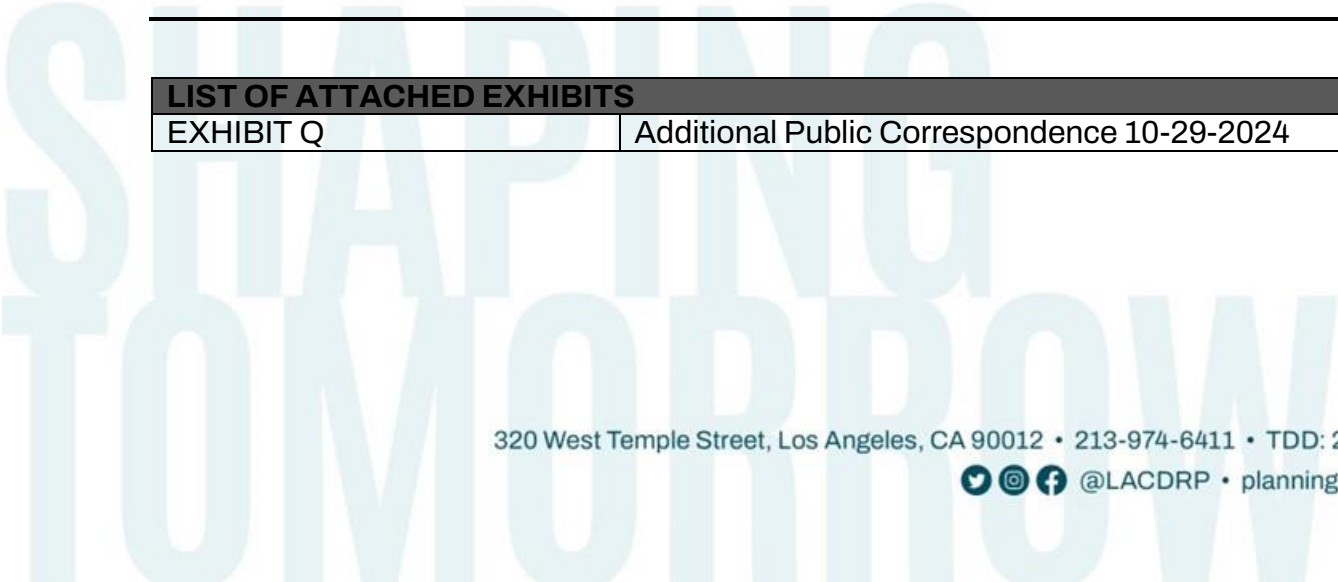 SHAPING
TOMORROW
LIST OF ATTACHED EXHIBITS
EXHIBIT Q Additional Public Correspondence 10-29-2024
320 West Temple Street, Los Angeles, CA 90012 • 213-974-6411 • TDD: 2
@LACDRP • planning